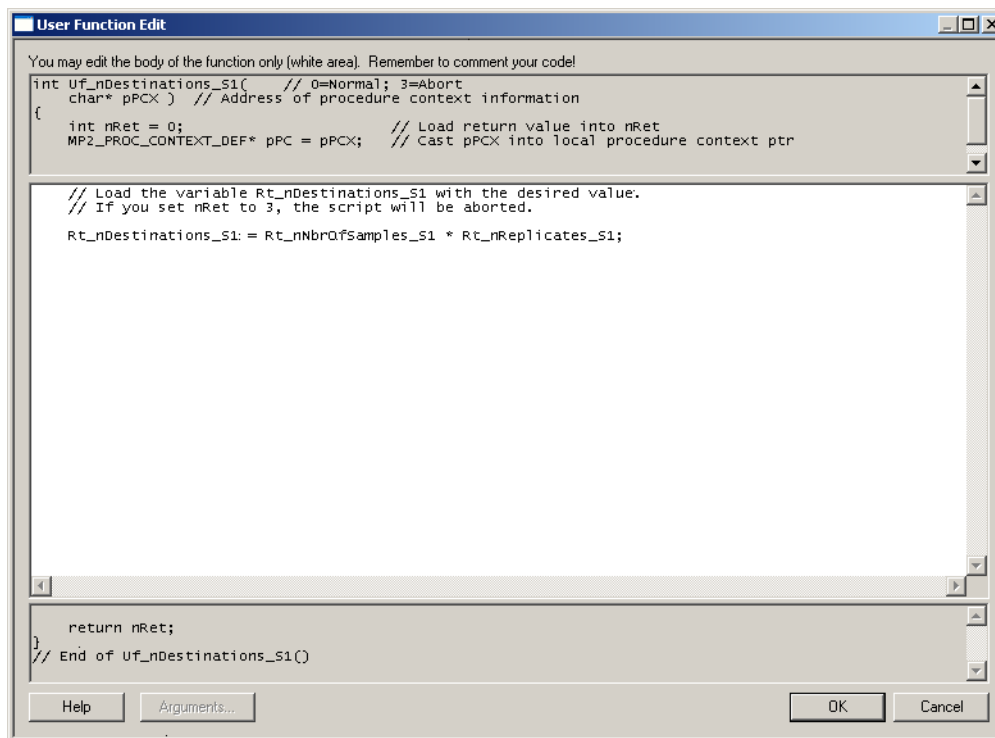 User Function Edit
You may edit the body of the function only (white area). Remember to comment your code!
int Uf_nDestinations_S1(    // 0=Normal; 3=Abort
    char* pPCX )  // Address of procedure context information
{
    int nRet = 0;                    // Load return value into nRet
    MP2_PROC_CONTEXT_DEF* pPC = pPCX;   // Cast pPCX into local procedure context ptr
    // Load the variable Rt_nDestinations_S1 with the desired value.
    // If you set nRet to 3, the script will be aborted.
    Rt_nDestinations_S1 = Rt_nNbrOfSamples_S1 * Rt_nReplicates_S1;
    return nRet;
}
// End of Uf_nDestinations_S1()
Help Arguments... OK Cancel